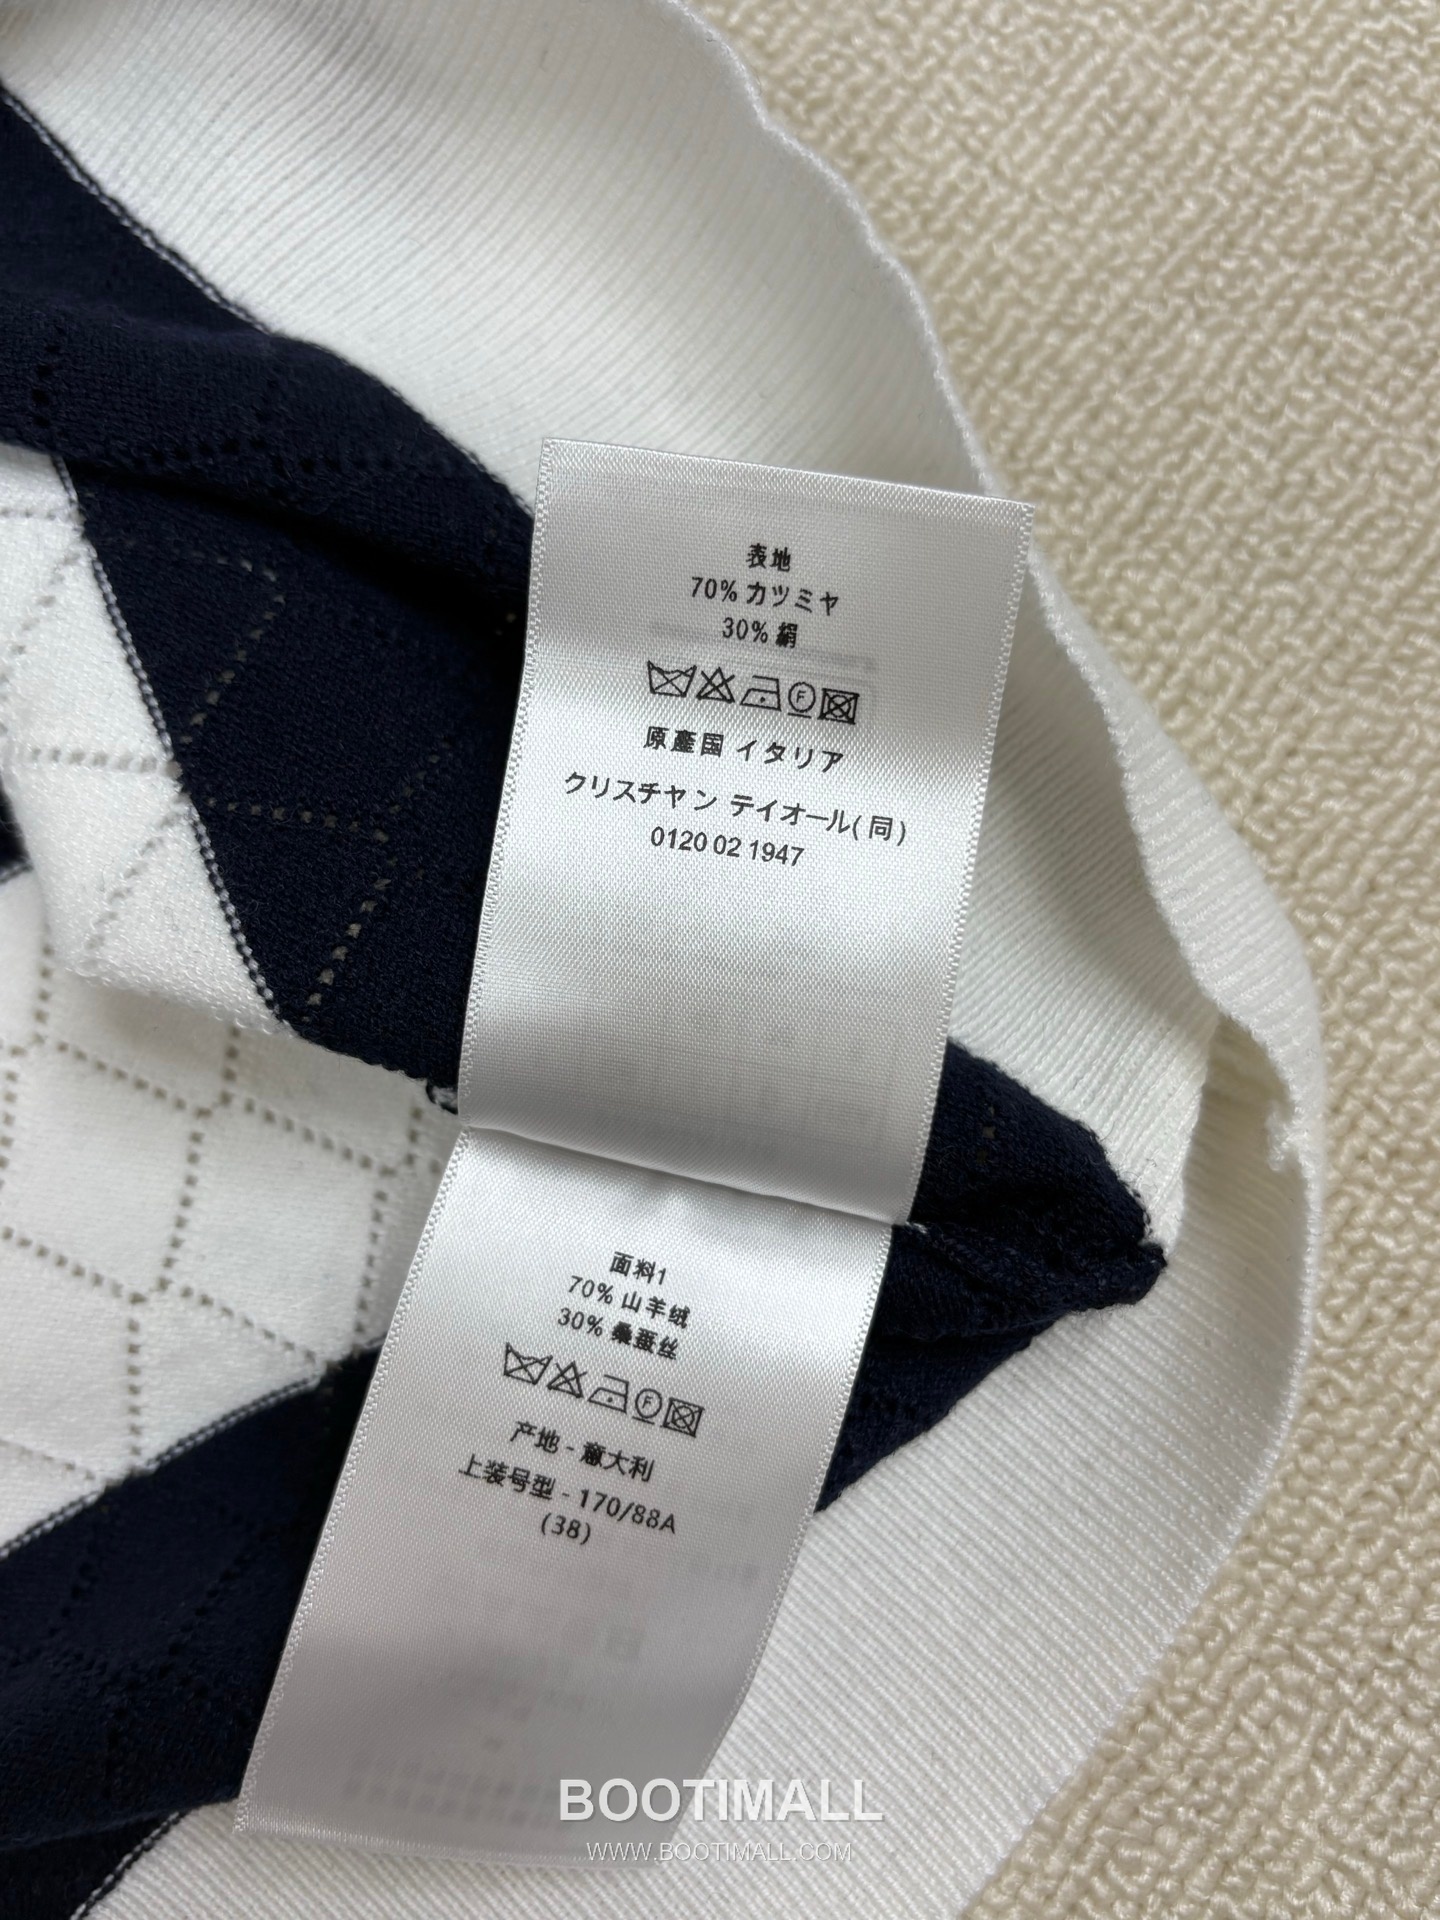 表地
70% カツミヤ
30% 絹
F
原產国 イタリア
クリスチャン テイオール(同)
0120 02 1947
面料1
70% 山羊绒
30% 桑蚕丝
F
产地 - 意大利
上装号型 - 170/88A
(38)
BOOTIMALL
WWW.BOOTIMALL.COM